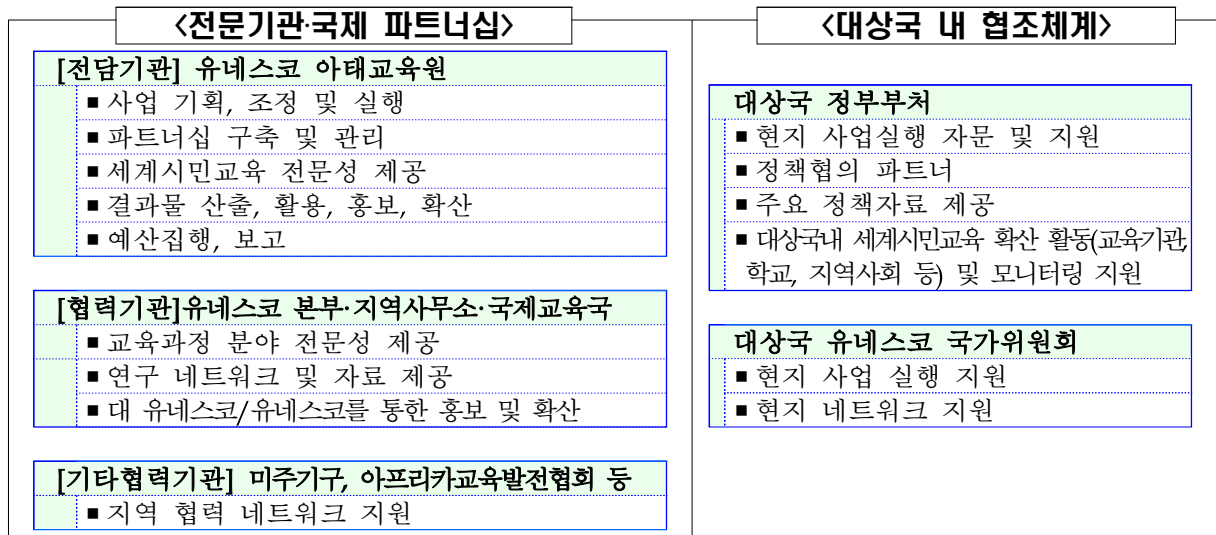 <전문기관·국제 파트너십>
[전담기관] 유네스코 아태교육원
■ 사업 기획, 조정 및 실행
■ 파트너십 구축 및 관리
■ 세계시민교육 전문성 제공
■ 결과물 산출, 활용, 홍보, 확산
■ 예산집행, 보고
[협력기관]유네스코 본부·지역사무소·국제교육국
■ 교육과정 분야 전문성 제공
■ 연구 네트워크 및 자료 제공
■ 대 유네스코/유네스코를 통한 홍보 및 확산
[기타협력기관] 미주기구, 아프리카교육발전협회 등
■ 지역 협력 네트워크 지원
<대상국 내 협조체계>
대상국 정부부처
■ 현지 사업실행 자문 및 지원
■ 정책협의 파트너
■ 주요 정책자료 제공
■ 대상국내 세계시민교육 확산 활동(교육기관,
학교, 지역사회 등) 및 모니터링 지원
대상국 유네스코 국가위원회
■ 현지 사업 실행 지원
■ 현지 네트워크 지원